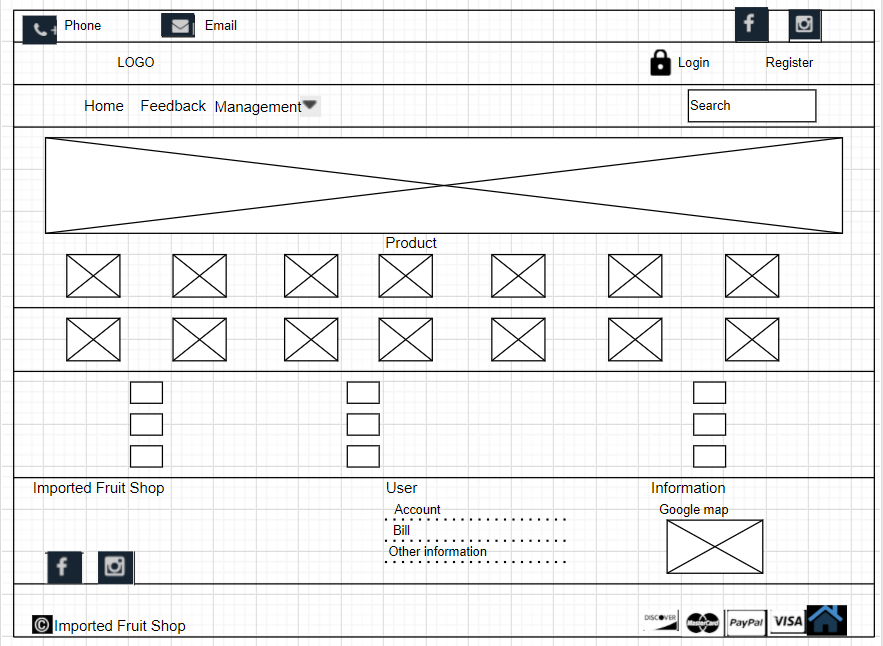 Phone
Email
LOGO
Login
Register
Home Feedback Management
Search
Product
Imported Fruit Shop
User
Information
Account
Google map
Bill
Other information
© Imported Fruit Shop
DISCOVER
MasterCard
PayPal
VISA